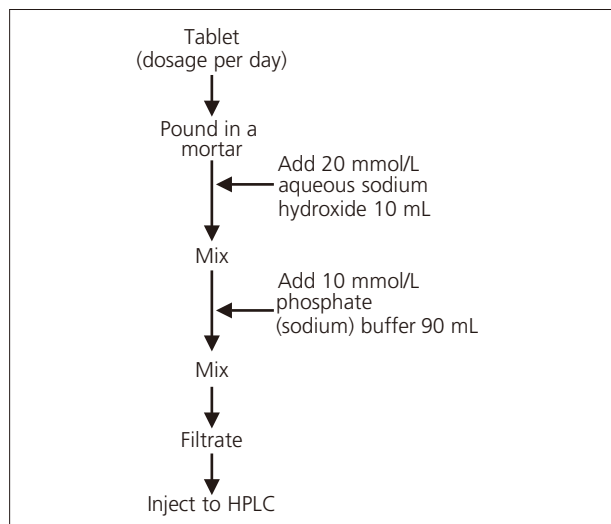 Tablet
(dosage per day)
Pound in a
mortar
Add 20 mmol/L
aqueous sodium
hydroxide 10 mL
Mix
Add 10 mmol/L
phosphate
(sodium) buffer 90 mL
Mix
Filtrate
Inject to HPLC